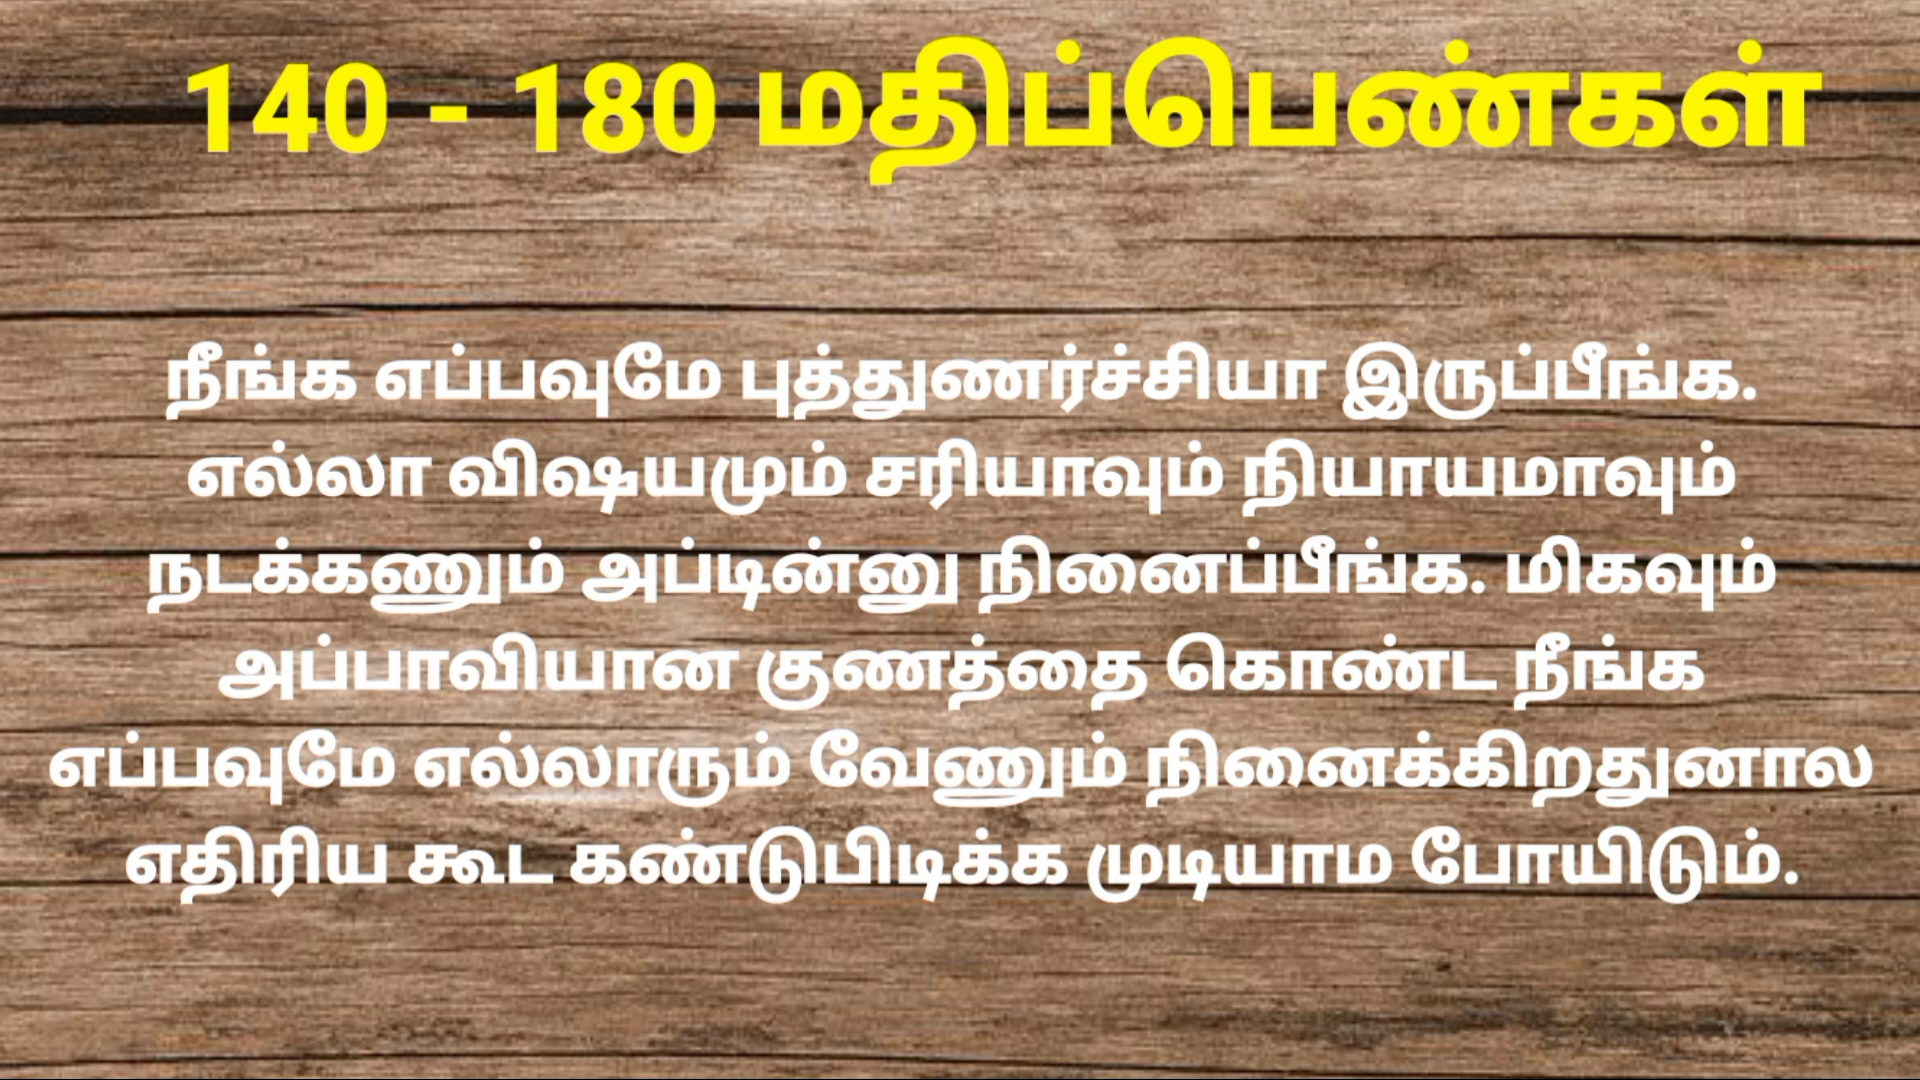 140 - 180 மதிப்பெண்கள்
நீங்க எப்பவுமே புத்துணர்ச்சியா இருப்பீங்க.
எல்லா விஷயமும் சரியாவும் நியாயமாவும்
நடக்கணும் அப்டின்னு நினைப்பீங்க. மிகவும்
அப்பாவியான குணத்தை கொண்ட நீங்க
எப்பவுமே எல்லாரும் வேணும் நினைக்கிறதுனால
எதிரிய கூட கண்டுபிடிக்க முடியாம போயிடும்.